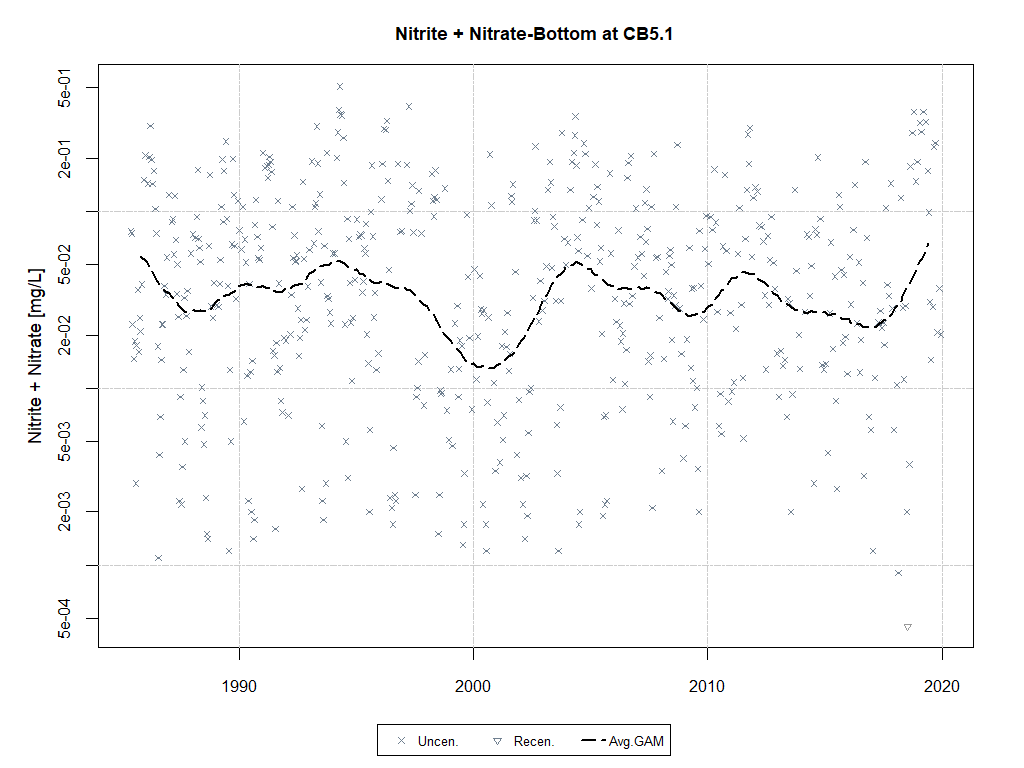 Nitrite + Nitrate-Bottom at CB5.1
Nitrite + Nitrate [mg/L]
5e-01
2e-01
5e-02
2e-02
5e-03
2e-03
5e-04
1990 2000 2010 2020
Uncen. Recen. Avg.GAM